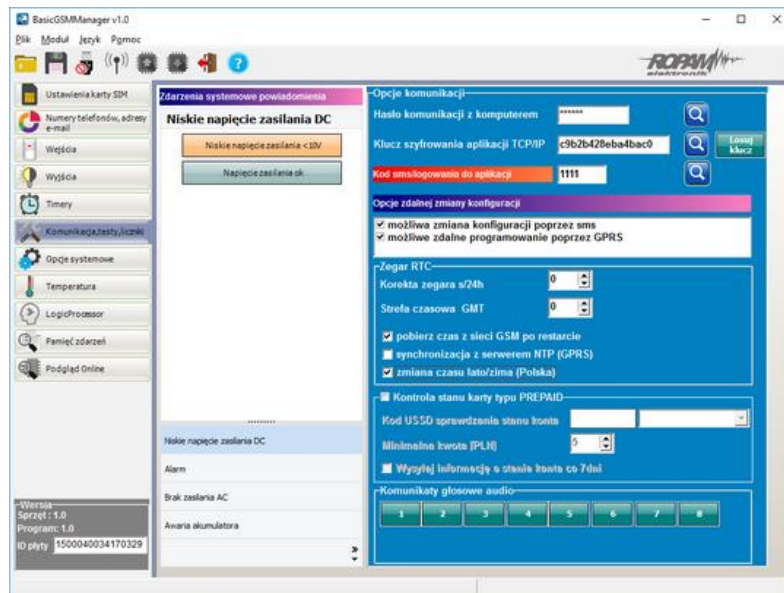 BasicGSMManager v1.0
Plik Moduł Język Pomoc
ROPAM
elektronik
Ustawienia karty SIM
Numery telefonów, adresy
e-mail
Wejścia
Wyjścia
Timery
Komunikacja,testy,liczniki
Opcje systemowe
Temperatura
LogicProcessor
Pamięć zdarzeń
Podgląd Online
Wersja
Sprzęt : 1.0
Program: 1.0
ID płyty 1500040034170329
Zdarzenia systemowe powiadomienia
Niskie napięcie zasilania DC
Niskie napięcie zasilania <10V
Napięcie zasilania ok
Niskie napięcie zasilania DC
Alarm
Brak zasilania AC
Awaria akumulatora
Opcje komunikacji
Hasło komunikacji z komputerem ******
Klucz szyfrowania aplikacji TCP/IP c9b2b428eba4bac0 Losuj
klucz
Kod sms/logowania do aplikacji 1111
Opcje zdalnej zmiany konfiguracji
możliwa zmiana konfiguracji poprzez sms
możliwe zdalne programowanie poprzez GPRS
Zegar RTC
Korekta zegara s/24h 0
Strefa czasowa GMT 0
pobierz czas z sieci GSM po restarcie
synchronizacja z serwerem NTP (GPRS)
zmiana czasu lato/zima (Polska)
Kontrola stanu karty typu PREPAID
Kod USSD sprawdzania stanu konta
Minimalna kwota [PLN] 5
Wysyłaj informację o stanie konta co 7dni
Komunikaty głosowe audio
1 2 3 4 5 6 7 8